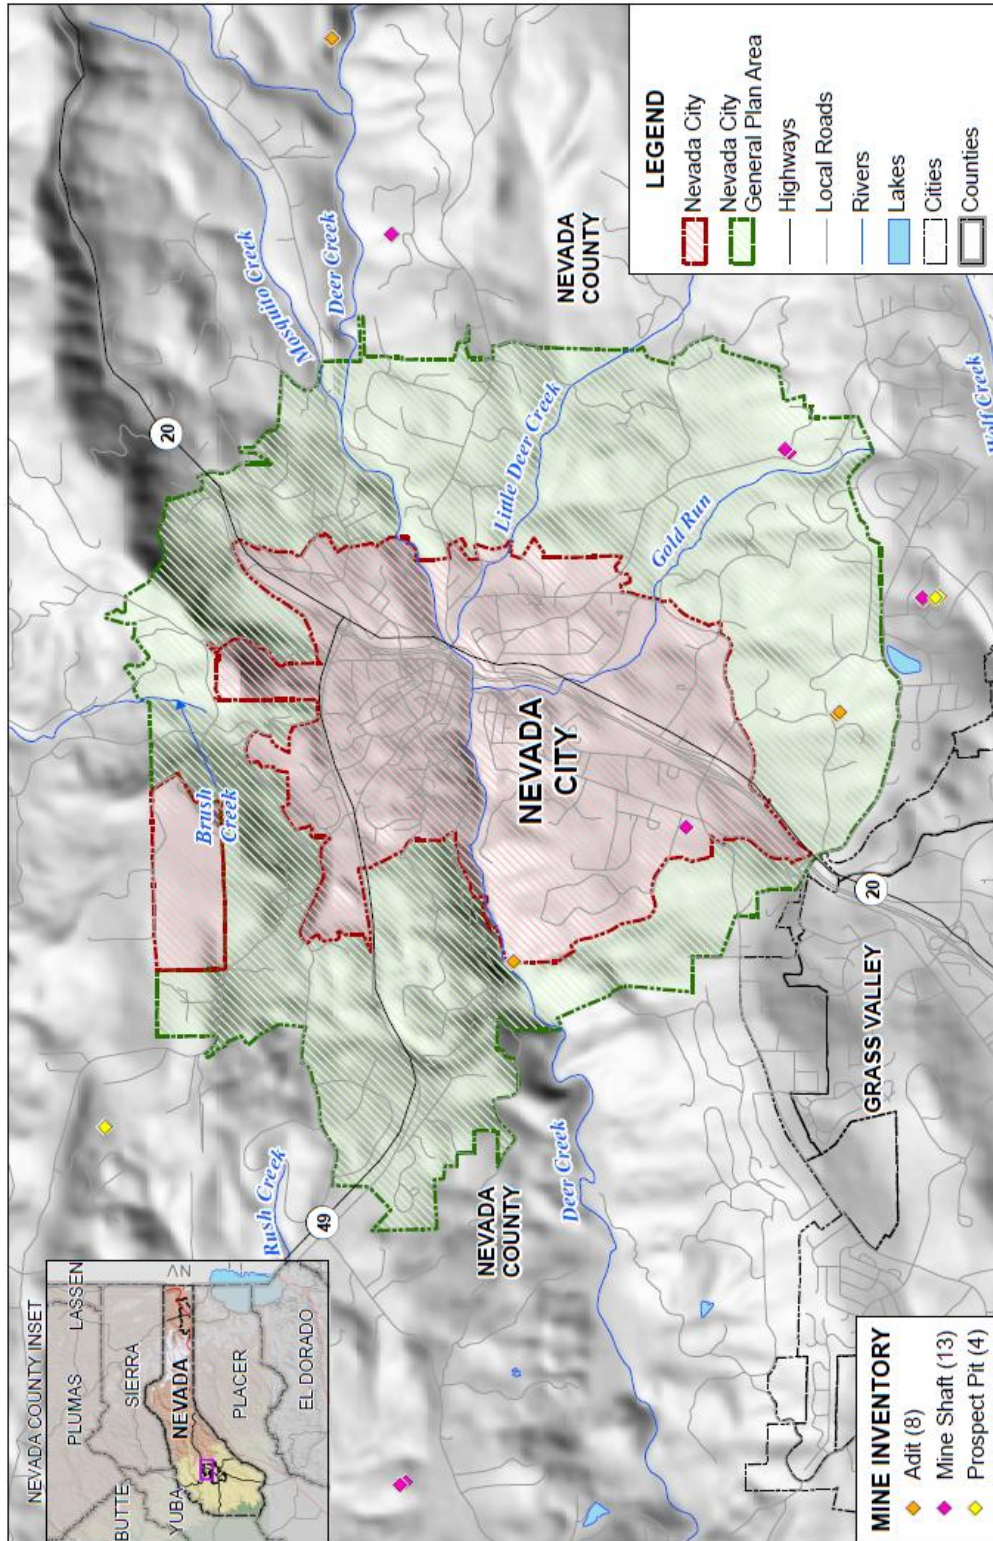 NEVADA COUNTY INSET
PLUMAS
LASSEN
BUTTE
SIERRA
YUBA
NEVADA
NV
PLACER
EL DORADO
Rush Creek
49
Brush
Creek
20
Mosquito Creek
Deer Creek
NEVADA
COUNTY
Deer Creek
NEVADA
CITY
Little Deer Creek
Gold Run
NEVADA
COUNTY
GRASS VALLEY
20
Wolf Creek
MINE INVENTORY
Adit (8)
Mine Shaft (13)
Prospect Pit (4)
LEGEND
Nevada City
Nevada City
General Plan Area
Highways
Local Roads
Rivers
Lakes
Cities
Counties